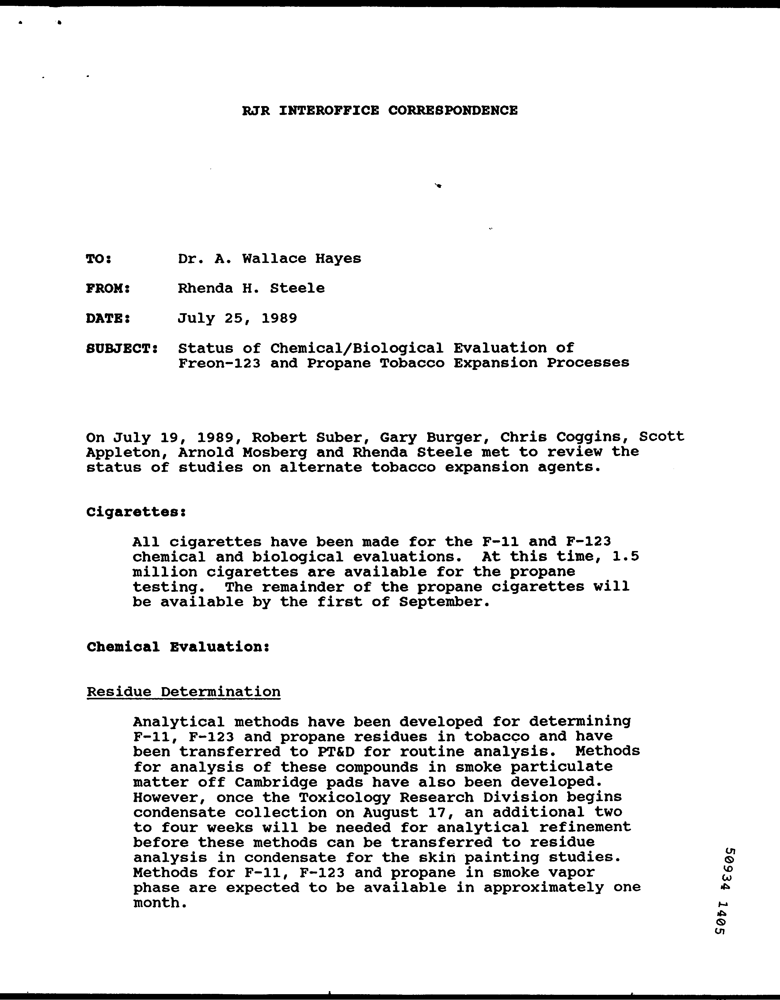 RJR INTEROFFICE CORRESPONDENCE
TO: Dr. A. Wallace Hayes
FROM: Rhenda H. Steele
DATE: July 25, 1989
SUBJECT: Status of Chemical/Biological Evaluation of
Freon-123 and Propane Tobacco Expansion Processes
On July 19, 1989, Robert Suber, Gary Burger, Chris Coggins, Scott
Appleton, Arnold Mosberg and Rhenda Steele met to review the
status of studies on alternate tobacco expansion agents.
Cigarettes:
All cigarettes have been made for the F-11 and F-123
chemical and biological evaluations. At this time, 1.5
million cigarettes are available for the propane
testing. The remainder of the propane cigarettes will
be available by the first of September.
Chemical Evaluation:
Residue Determination
Analytical methods have been developed for determining
F-11, F-123 and propane residues in tobacco and have
been transferred to PT&D for routine analysis. Methods
for analysis of these compounds in smoke particulate
matter off Cambridge pads have also been developed.
However, once the Toxicology Research Division begins
condensate collection on August 17, an additional two
to four weeks will be needed for analytical refinement
before these methods can be transferred to residue
analysis in condensate for the skin painting studies.
Methods for F-11, F-123 and propane in smoke vapor
phase are expected to be available in approximately one
month.
50934 1405